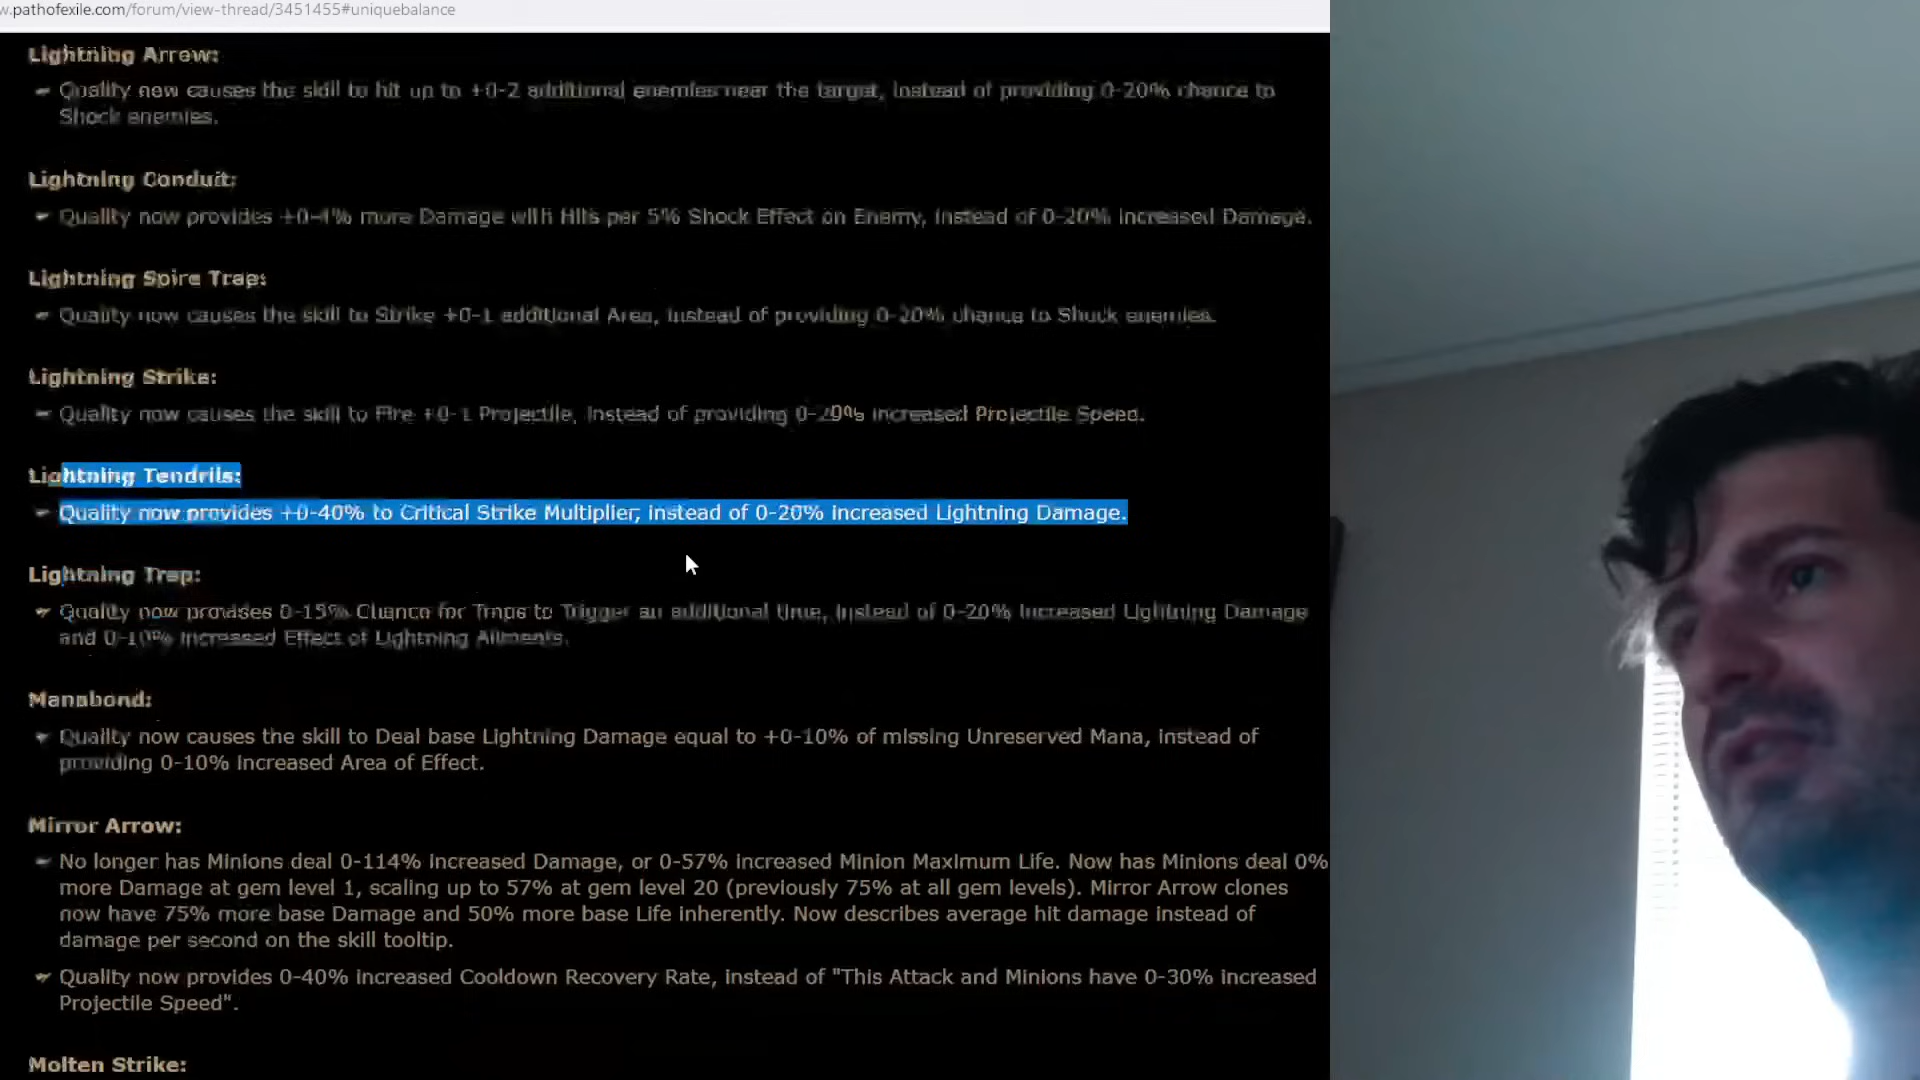 w.pathofexile.com/forum/view-thread/3451455#uniquebalance
Lightning Arrow:
Quality now causes the skill to hit up to +0-2 additional enemies near the target, instead of providing 0-20% chance to
Shock enemies.
Lightning Conduit:
Quality now provides +0-4% more Damage with Hits per 5% Shock Effect on Enemy, instead of 0-20% increased Damage.
Lightning Spire Trap:
Quality now causes the skill to Strike +0-1 additional Area, instead of providing 0-20% chance to Shock enemies.
Lightning Strike:
Quality now causes the skill to Fire +0-1 Projectile, instead of providing 0-20% increased Projectile Speed.
Lightning Tendrils:
Quality now provides +0-40% to Critical Strike Multiplier, instead of 0-20% increased Lightning Damage.
Lightning Trap:
Quality now provides 0-15% Chance for Traps to Trigger an additional time, instead of 0-20% increased Lightning Damage
and 0-10% increased Effect of Lightning Ailments.
Manabond:
Quality now causes the skill to Deal base Lightning Damage equal to +0-10% of missing Unreserved Mana, instead of
providing 0-10% increased Area of Effect.
Mirror Arrow:
No longer has Minions deal 0-114% increased Damage, or 0-57% increased Minion Maximum Life. Now has Minions deal 0%
more Damage at gem level 1, scaling up to 57% at gem level 20 (previously 75% at all gem levels). Mirror Arrow clones
now have 75% more base Damage and 50% more base Life inherently. Now describes average hit damage instead of
damage per second on the skill tooltip.
Quality now provides 0-40% increased Cooldown Recovery Rate, instead of "This Attack and Minions have 0-30% increased
Projectile Speed".
Molten Strike: